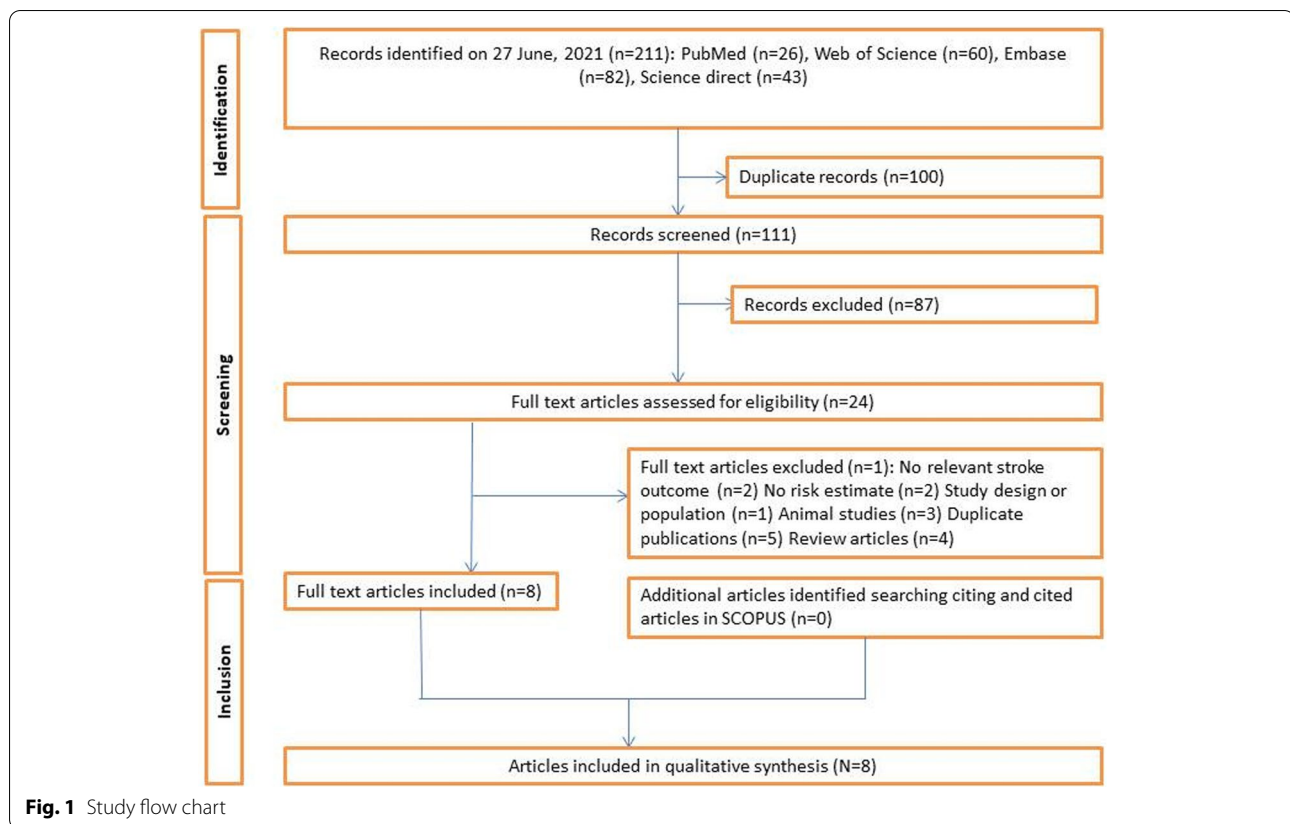 Identification
Records identified on 27 June, 2021 (n=211): PubMed (n=26), Web of Science (n=60), Embase
(n=82), Science direct (n=43)
Duplicate records (n=100)
Screening
Records screened (n=111)
Records excluded (n=87)
Full text articles assessed for eligibility (n=24)
Full text articles excluded (n=1): No relevant stroke
outcome (n=2) No risk estimate (n=2) Study design or
population (n=1) Animal studies (n=3) Duplicate
publications (n=5) Review articles (n=4)
Inclusion
Full text articles included (n=8)
Additional articles identified searching citing and cited
articles in SCOPUS (n=0)
Articles included in qualitative synthesis (N=8)
Fig. 1 Study flow chart